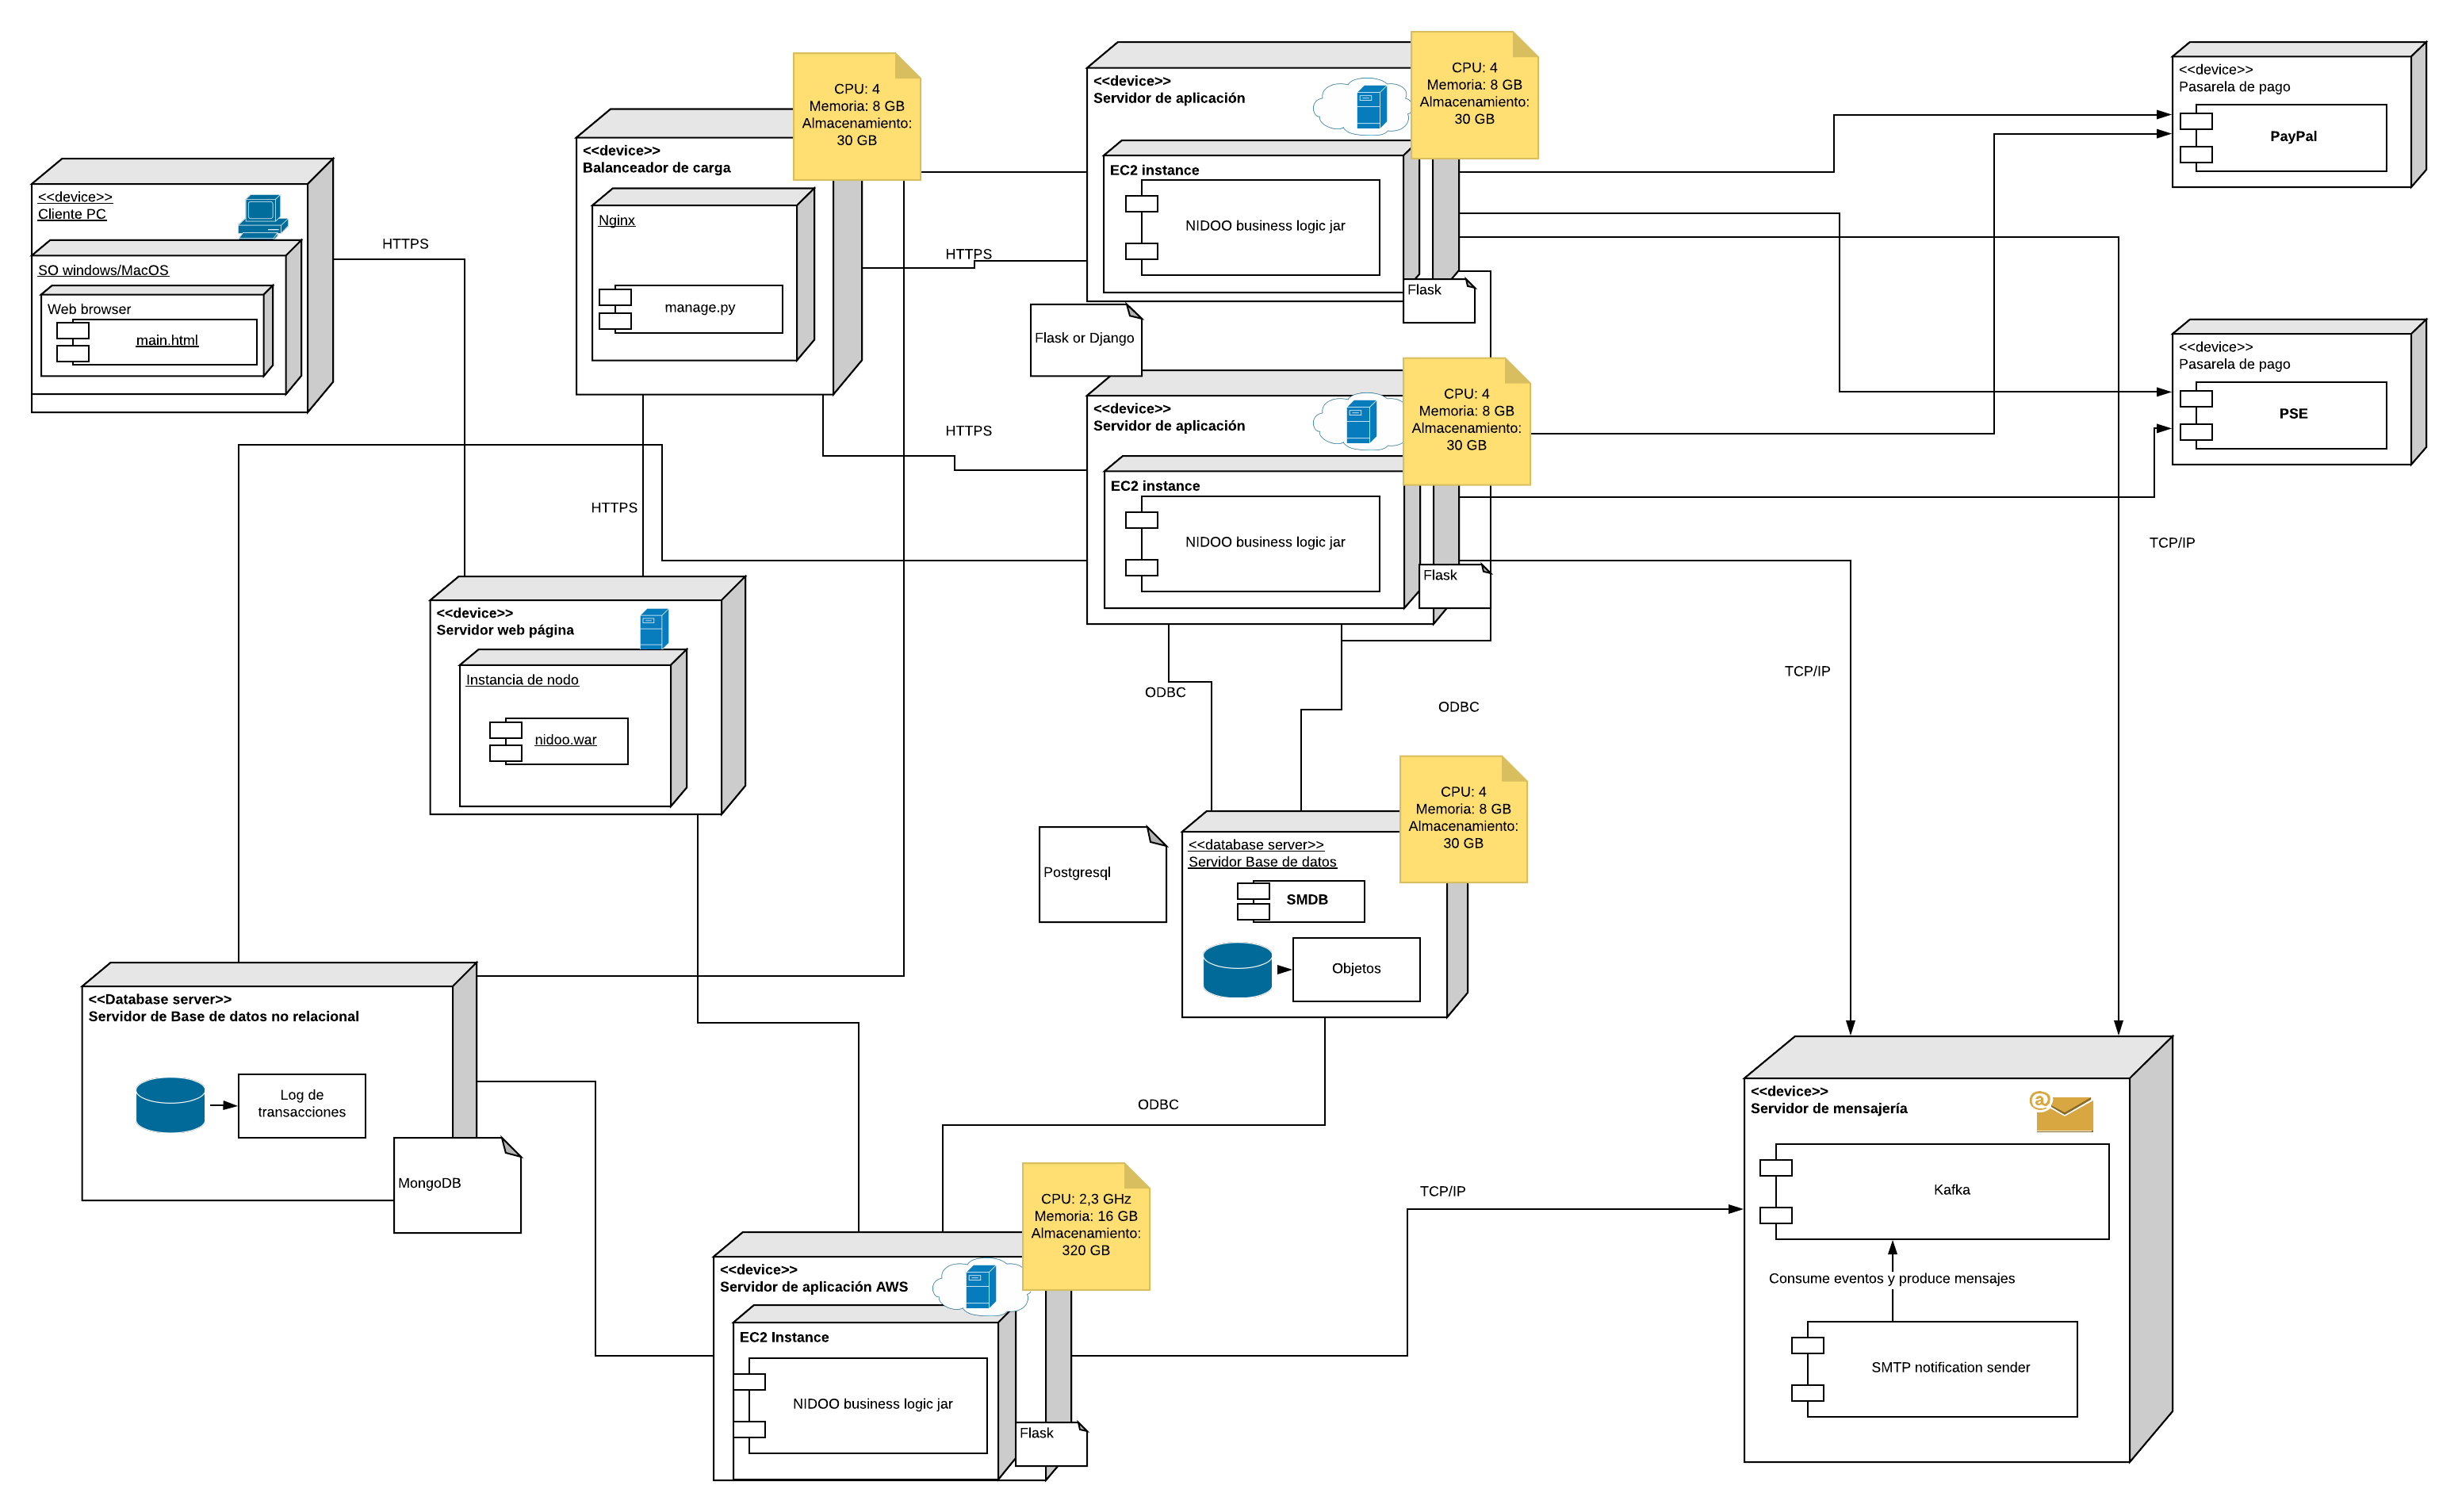 <<device>>
Cliente PC
SO windows/MacOS
Web browser
main.html
HTTPS
<<device>>
Balanceador de carga
CPU: 4
Memoria: 8 GB
Almacenamiento:
30 GB
Nginx
manage.py
HTTPS
HTTPS
HTTPS
<<device>>
Servidor de aplicación
CPU: 4
Memoria: 8 GB
Almacenamiento:
30 GB
EC2 instance
NIDOO business logic jar
Flask
Flask or Django
<<device>>
Servidor de aplicación
CPU: 4
Memoria: 8 GB
Almacenamiento:
30 GB
EC2 instance
NIDOO business logic jar
Flask
<<device>>
Pasarela de pago
PayPal
<<device>>
Pasarela de pago
PSE
TCP/IP
TCP/IP
<<device>>
Servidor web página
Instancia de nodo
nidoo.war
ODBC
ODBC
Postgresql
<<database server>>
Servidor Base de datos
CPU: 4
Memoria: 8 GB
Almacenamiento:
30 GB
SMDB
Objetos
<<Database server>>
Servidor de Base de datos no relacional
Log de
transacciones
MongoDB
ODBC
<<device>>
Servidor de aplicación AWS
CPU: 2,3 GHz
Memoria: 16 GB
Almacenamiento:
320 GB
EC2 Instance
NIDOO business logic jar
Flask
TCP/IP
<<device>>
Servidor de mensajería
@
Kafka
Consume eventos y produce mensajes
SMTP notification sender